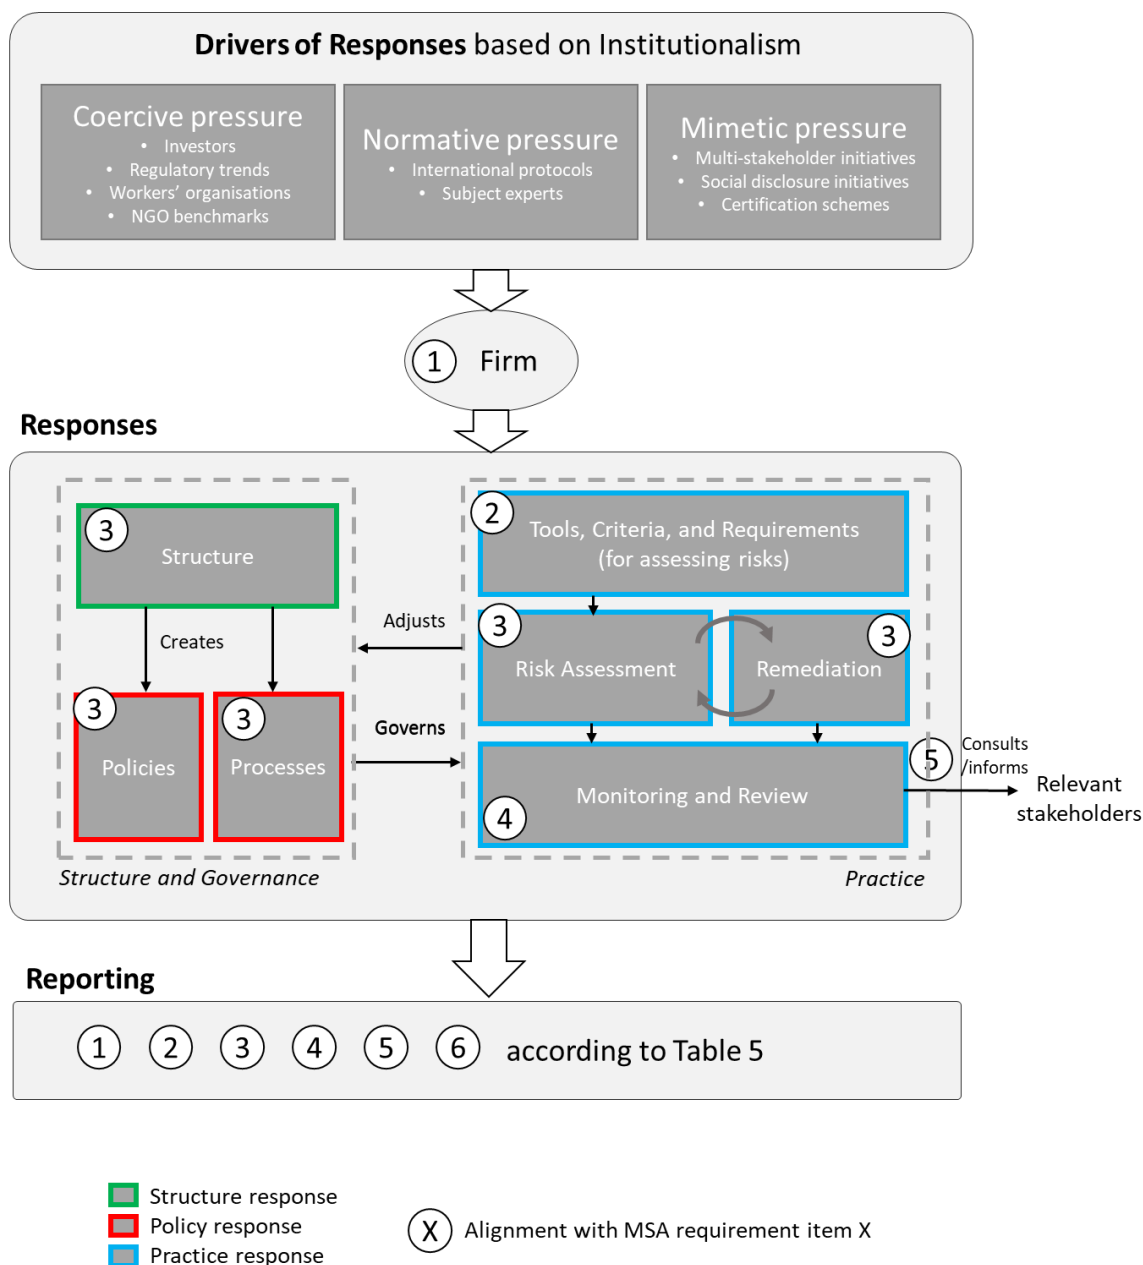 Drivers of Responses based on Institutionalism
Coercive pressure
• Investors
• Regulatory trends
• Workers' organisations
• NGO benchmarks
Normative pressure
• International protocols
• Subject experts
Mimetic pressure
• Multi-stakeholder initiatives
• Social disclosure initiatives
• Certification schemes
1 Firm
Responses
3
Structure
Creates
3
Policies
3
Processes
Structure and Governance
Adjusts
Governs
2
Tools, Criteria, and Requirements
(for assessing risks)
3
Risk Assessment
3
Remediation
Monitoring and Review
4
Practice
5
Consults
/informs
Relevant
stakeholders
Reporting
1 2 3 4 5 6 according to Table 5
Structure response
Policy response
Practice response
X Alignment with MSA requirement item X